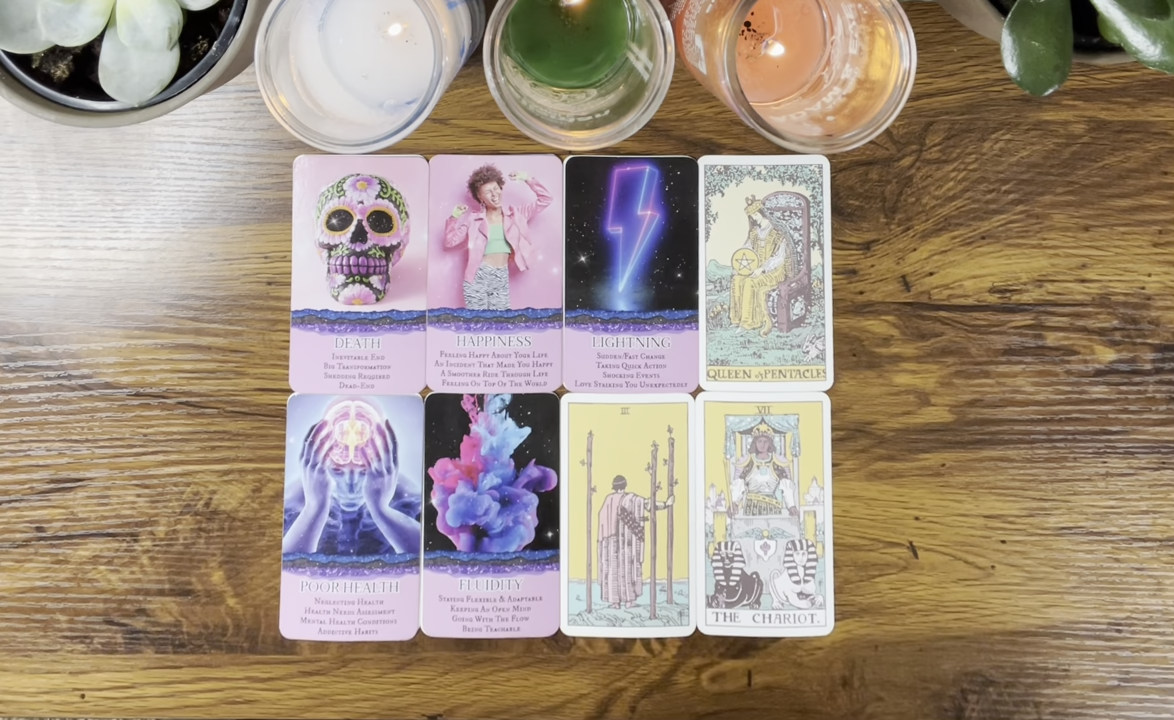 DEATH
INEVITABLE END
BIG TRANSFORMATION
SHEDDING REQUIRED
DEAD-END
HAPPINESS
FEELING HAPPY ABOUT YOUR LIFE
AN INCIDENT THAT MADE YOU HAPPY
A SMOOTHER RIDE THROUGH LIFE
FEELING ON TOP OF THE WORLD
LIGHTNING
SUDDEN/FAST CHANGE
TAKING QUICK ACTION
SHOCKING EVENTS
LOVE STRIKING YOU UNEXPECTEDLY
QUEEN of PENTACLES
POOR HEALTH
NEGLECTING HEALTH
HEALTH NEEDS ASSESSMENT
MENTAL HEALTH CONDITIONS
ADDICTIVE HABITS
FLUIDITY
STAYING FLEXIBLE & ADAPTABLE
KEEPING AN OPEN MIND
GOING WITH THE FLOW
BEING TEACHABLE
III
VII
THE CHARIOT.